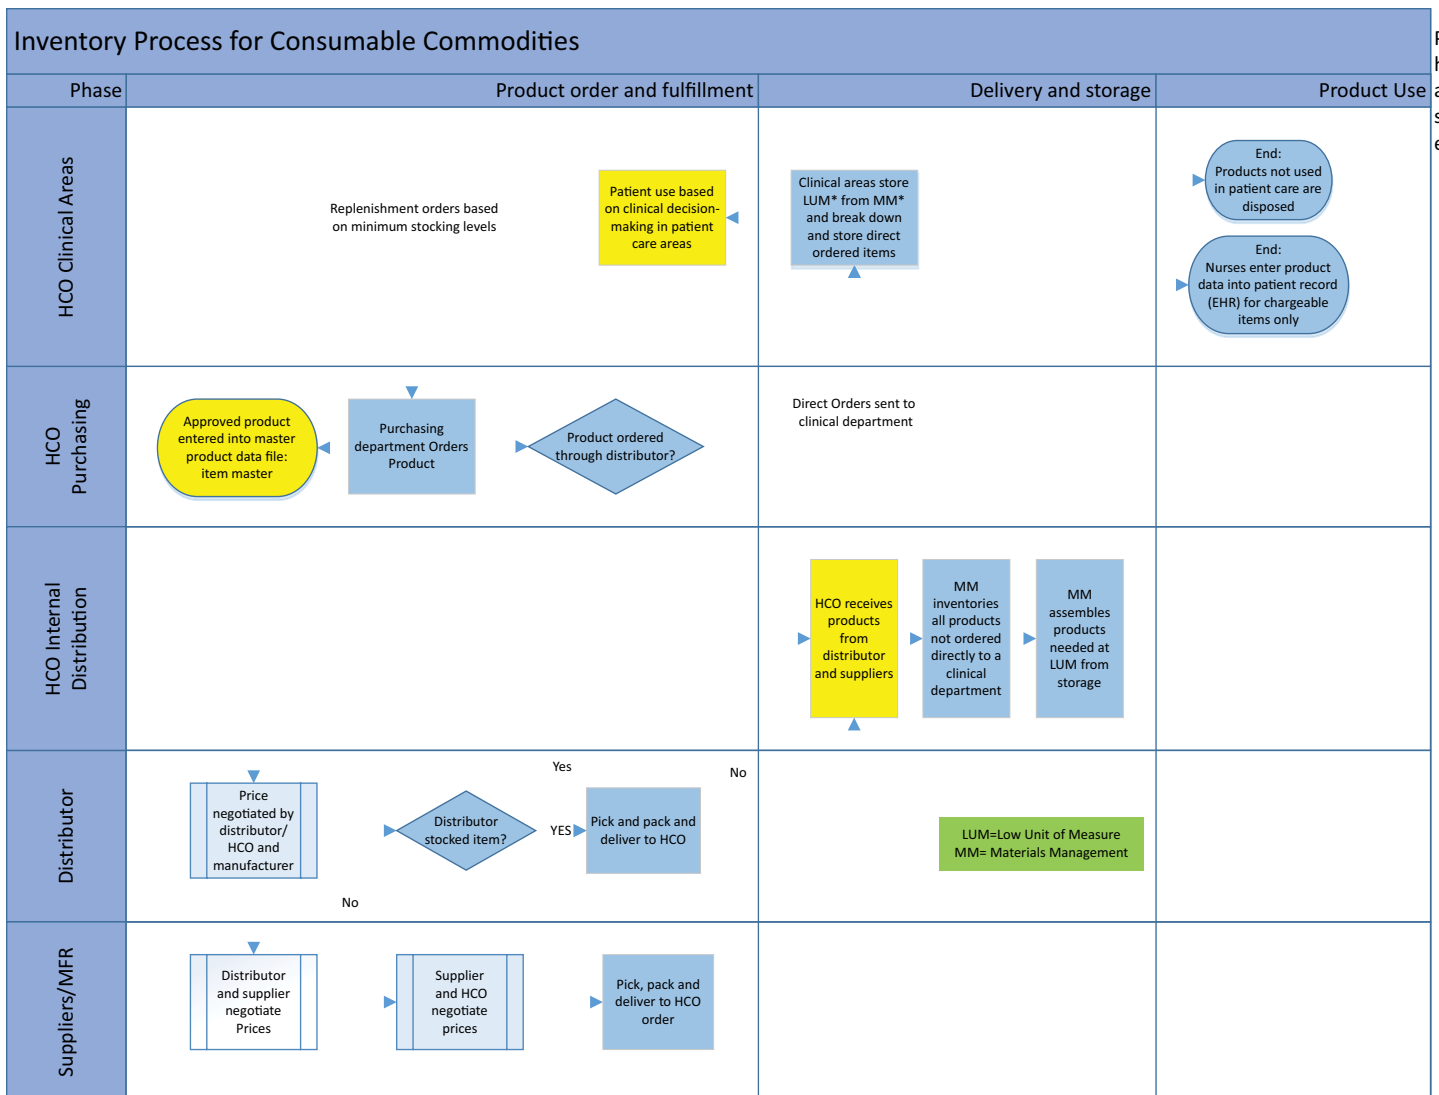 Inventory Process for Consumable Commodities
Phase
Product order and fulfillment
Delivery and storage
Product Use
HCO Clinical Areas
Replenishment orders based
on minimum stocking levels
Patient use based
on clinical decision-
making in patient
care areas
Clinical areas store
LUM* from MM*
and break down
and store direct
ordered items
End:
Products not used
in patient care are
disposed
End:
Nurses enter product
data into patient record
(EHR) for chargeable
items only
HCO
Purchasing
Approved product
entered into master
product data file:
item master
Purchasing
department Orders
Product
Product ordered
through distributor?
Direct Orders sent to
clinical department
HCO Internal
Distribution
HCO receives
products
from
distributor
and suppliers
MM
inventories
all products
not ordered
directly to a
clinical
department
MM
assembles
products
needed at
LUM from
storage
Distributor
Price
negotiated by
distributor/
HCO and
manufacturer
Distributor
stocked item?
Yes
YES
No
Pick and pack and
deliver to HCO
No
LUM=Low Unit of Measure
MM= Materials Management
Suppliers/MFR
Distributor
and supplier
negotiate
Prices
Supplier
and HCO
negotiate
prices
Pick, pack and
deliver to HCO
order